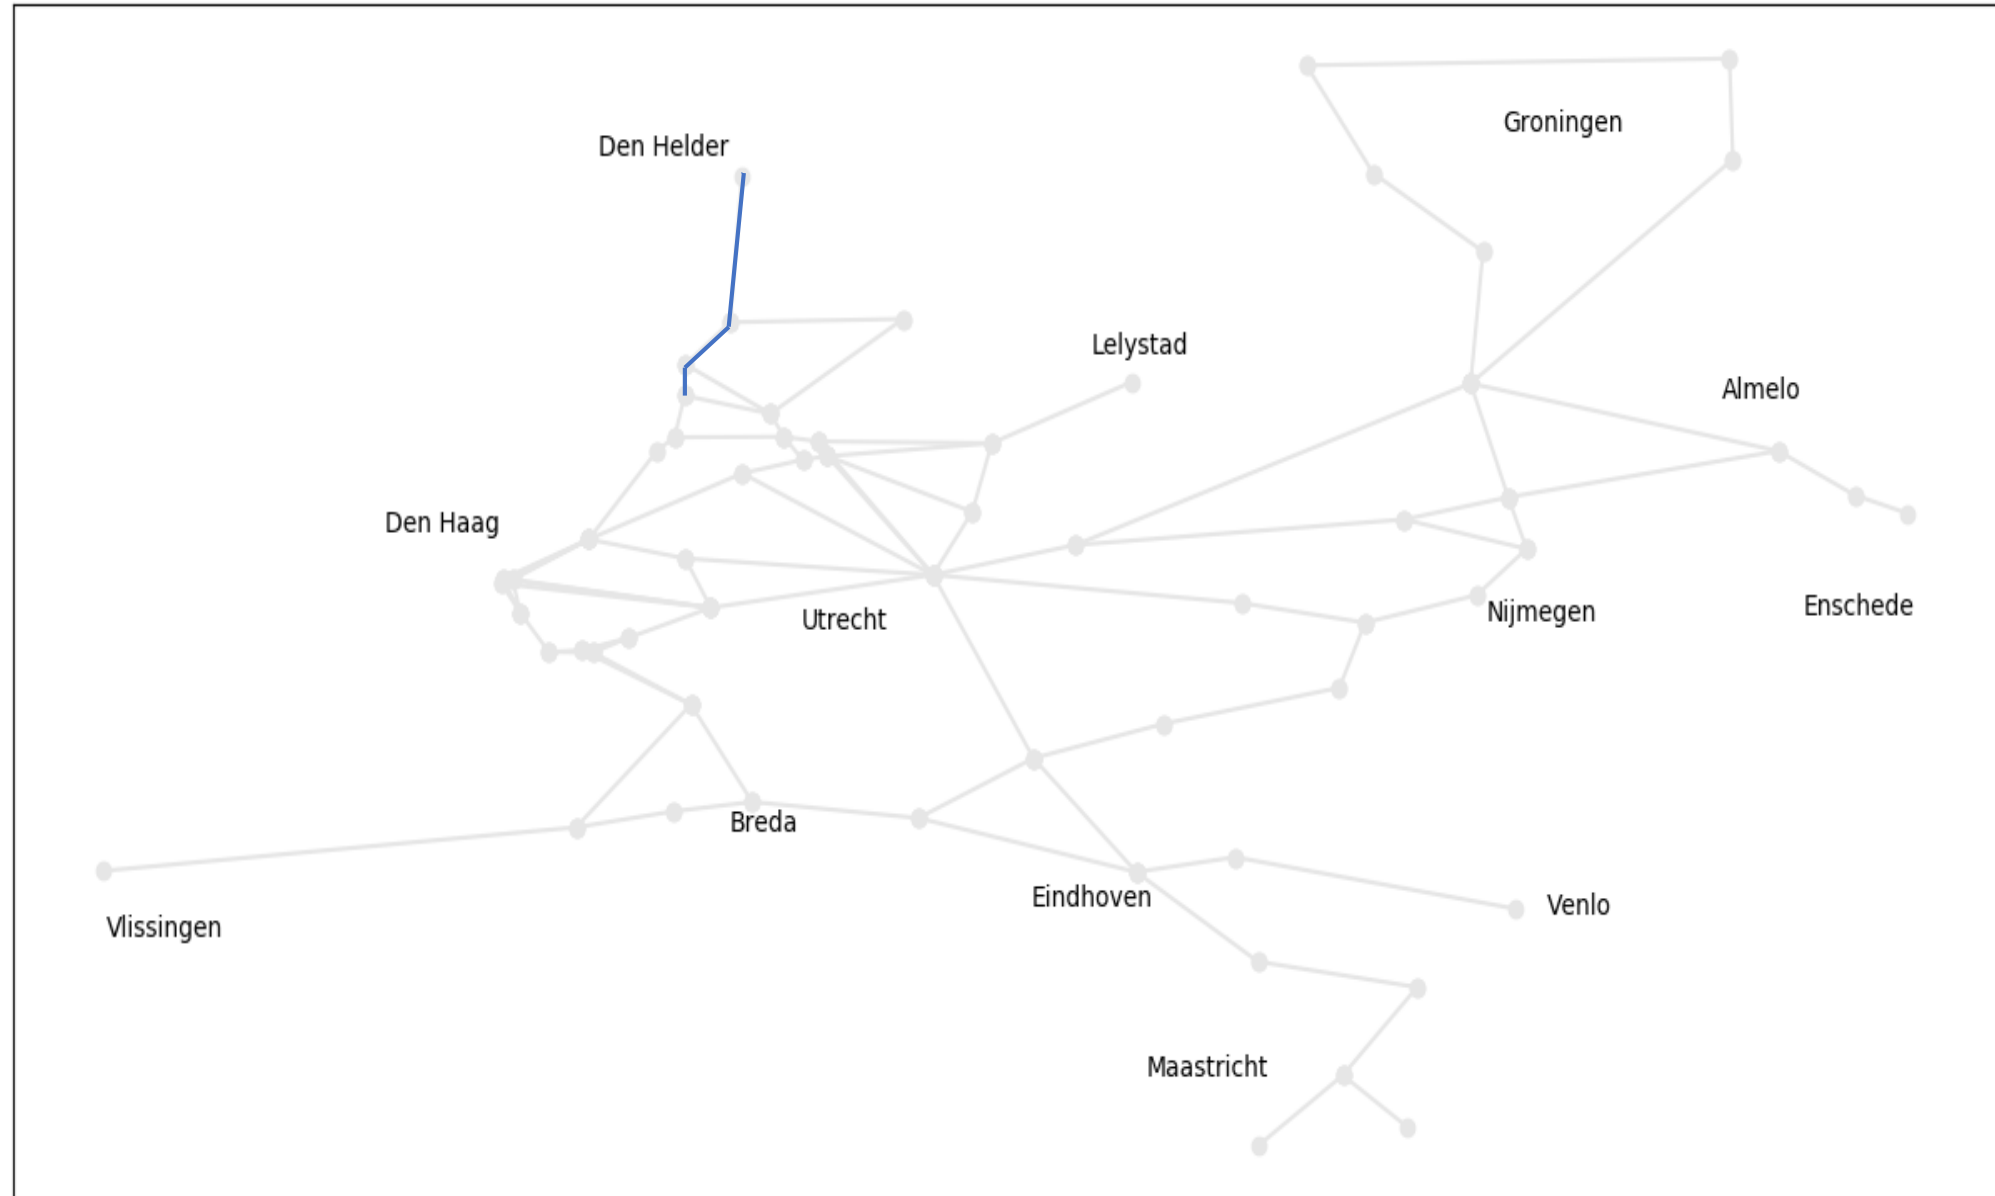 Groningen
Den Helder
Lelystad
Almelo
Den Haag
Enschede
Nijmegen
Utrecht
Breda
Eindhoven
Venlo
Vlissingen
Maastricht